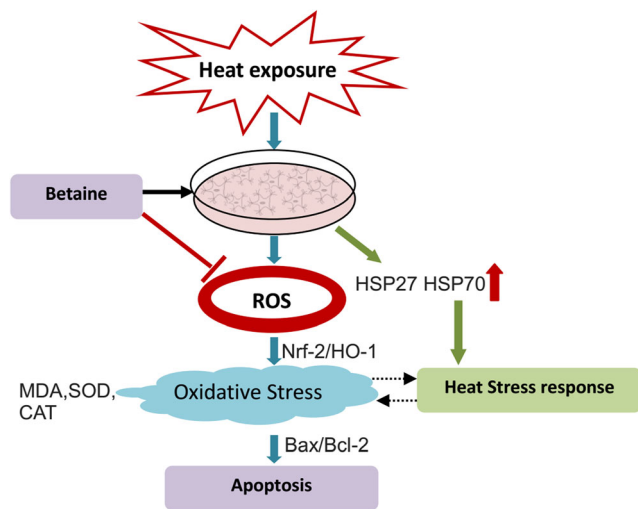 Heat exposure
Betaine
HSP27 HSP70
ROS
Nrf-2/HO-1
MDA,SOD,
CAT
Oxidative Stress
Heat Stress response
Bax/Bcl-2
Apoptosis